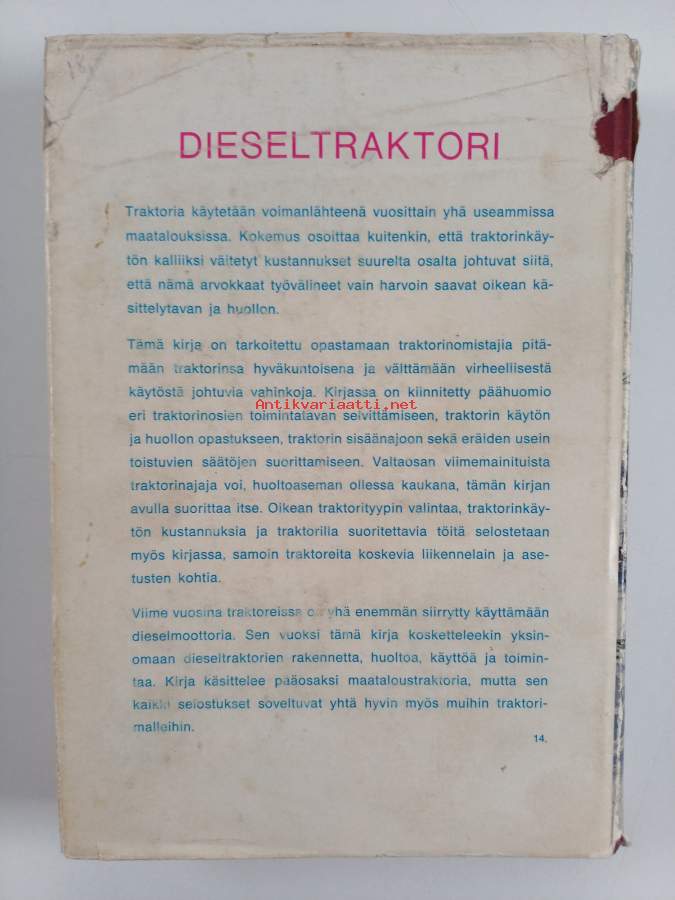 18,
DIESELTRAKTORI
Traktoria käytetään voimanlähteenä vuosittain yhä useammissa
maatalouksissa. Kokemus osoittaa kuitenkin, että traktorinkäy-
tön kalliiksi väitetyt kustannukset suurelta osalta johtuvat siitä,
että nämä arvokkaat työvälineet vain harvoin saavat oikean kä-
sittelytavan ja huollon.
Tämä kirja on tarkoitettu opastamaan traktorinomistajia pitä-
mään traktorinsa hyväkuntoisena ja välttämään virheellisestä
käytöstä johtuvia vahinkoja. Kirjassa on kiinnitetty päähuomio
Antikvariaatti.net
eri traktorinosien toimintatavan selvittämiseen, traktorin käytön
ja huollon opastukseen, traktorin sisäänajoon sekä eräiden usein
toistuvien säätöjen suorittamiseen. Valtaosan viimemainituista
traktorinajaja voi, huoltoaseman ollessa kaukana, tämän kirjan
avulla suorittaa itse. Oikean traktorityypin valintaa, traktorinkäy-
tön kustannuksia ja traktorilla suoritettavia töitä selostetaan
myös kirjassa, samoin traktoreita koskevia liikennelain ja ase-
tusten kohtia.
Viime vuosina traktoreissa on yhä enemmän siirrytty käyttämään
dieselmoottoria. Sen vuoksi tämä kirja kosketteleekin yksin-
omaan dieseltraktorien rakennetta, huoltoa, käyttöä ja toimin-
taa. Kirja käsittelee pääosaksi maataloustraktoria, mutta sen
kaikki selostukset soveltuvat yhtä hyvin myös muihin traktori-
malleihin.
14.